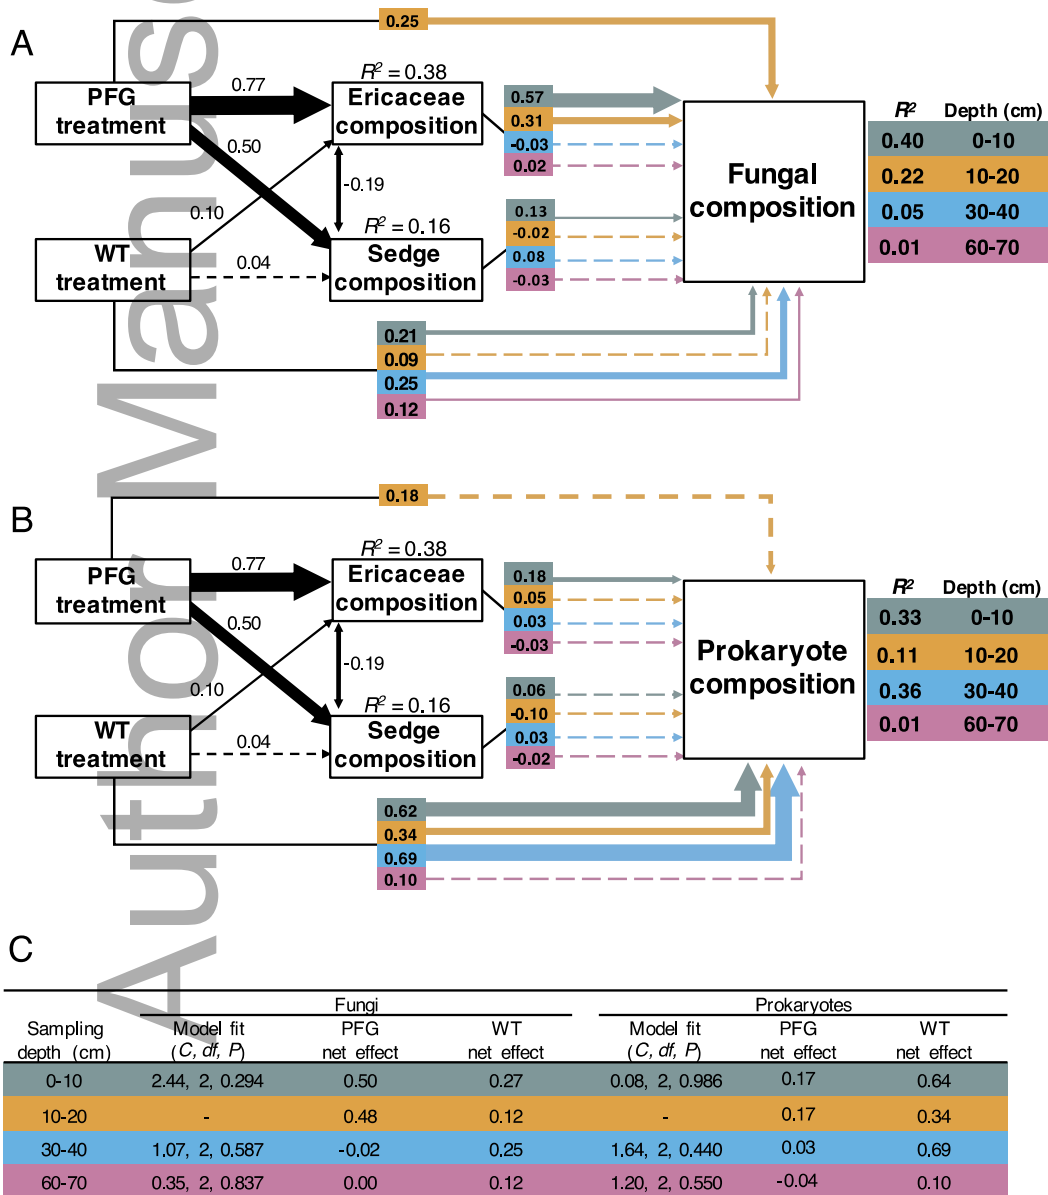 Author Manus
A
0.25
PFG
treatment
0.77
R² = 0.38
Ericaceae
composition
0.57
0.31
-0.03
0.02
0.50
-0.19
0.10
WT
treatment
0.04
R² = 0.16
Sedge
composition
0.13
-0.02
0.08
-0.03
Fungal
composition
R² Depth (cm)
0.40 0-10
0.22 10-20
0.05 30-40
0.01 60-70
0.21
0.09
0.25
0.12
B
0.18
PFG
treatment
0.77
R² = 0.38
Ericaceae
composition
0.18
0.05
0.03
-0.03
0.50
-0.19
0.10
WT
treatment
0.04
R² = 0.16
Sedge
composition
0.06
-0.10
0.03
-0.02
Prokaryote
composition
R² Depth (cm)
0.33 0-10
0.11 10-20
0.36 30-40
0.01 60-70
0.62
0.34
0.69
0.10
C
Fungi Prokaryotes
Sampling Model fit PFG WT Model fit PFG WT
depth (cm) (C, df, P) net effect net effect (C, df, P) net effect net effect
0-10 2.44, 2, 0.294 0.50 0.27 0.08, 2, 0.986 0.17 0.64
10-20 - 0.48 0.12 - 0.17 0.34
30-40 1.07, 2, 0.587 -0.02 0.25 1.64, 2, 0.440 0.03 0.69
60-70 0.35, 2, 0.837 0.00 0.12 1.20, 2, 0.550 -0.04 0.10